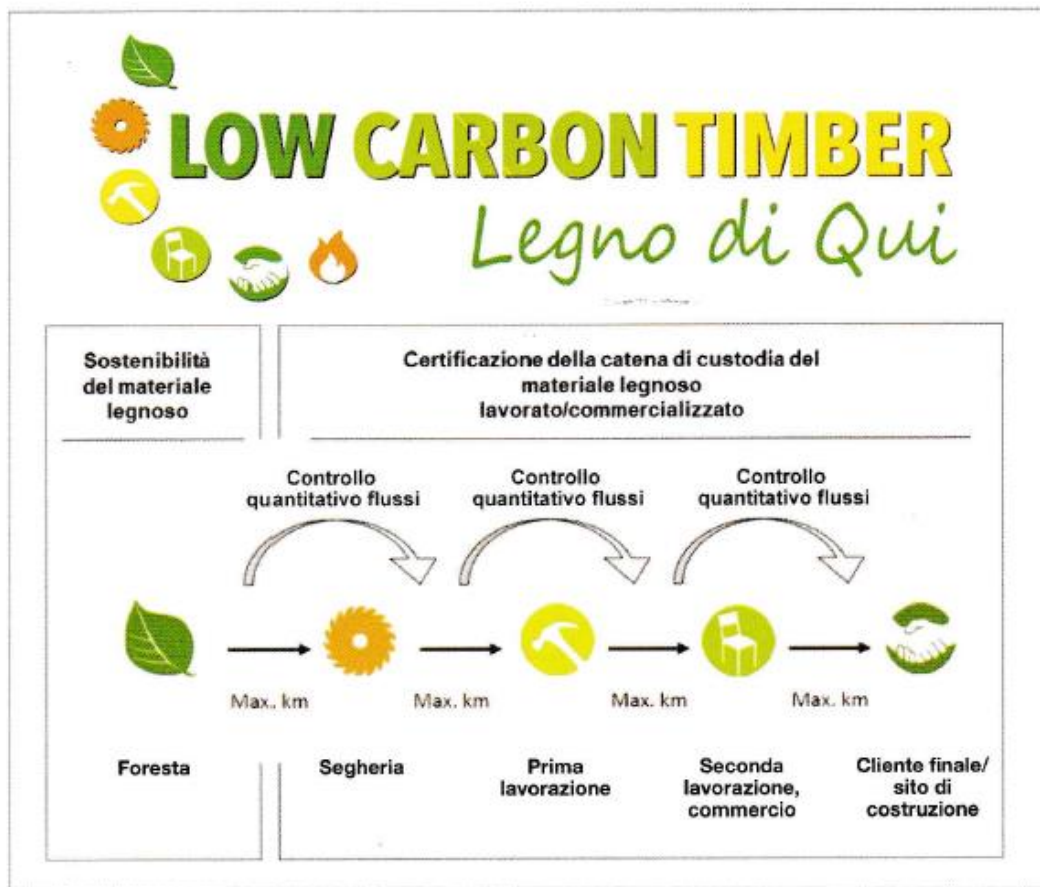 LOW CARBON TIMBER
Legno di Qui
Sostenibilità
del materiale
legnoso
Certificazione della catena di custodia del
materiale legnoso
lavorato/commercializzato
Controllo
quantitativo flussi
Controllo
quantitativo flussi
Controllo
quantitativo flussi
Max. km
Max. km
Max. km
Max. km
Foresta
Segheria
Prima
lavorazione
Seconda
lavorazione,
commercio
Cliente finale/
sito di
costruzione